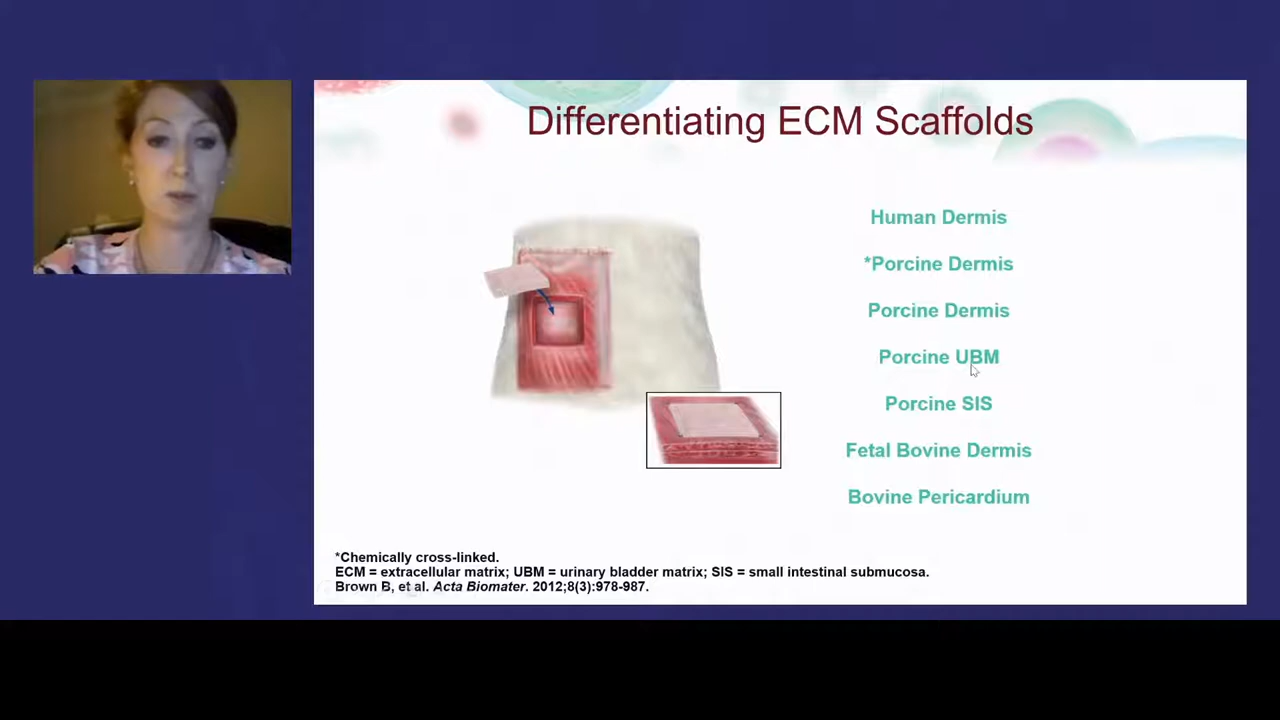 Differentiating ECM Scaffolds
Human Dermis
*Porcine Dermis
Porcine Dermis
Porcine UBM
Porcine SIS
Fetal Bovine Dermis
Bovine Pericardium
*Chemically cross-linked.
ECM = extracellular matrix; UBM = urinary bladder matrix; SIS = small intestinal submucosa.
Brown B, et al. Acta Biomater. 2012;8(3):978-987.